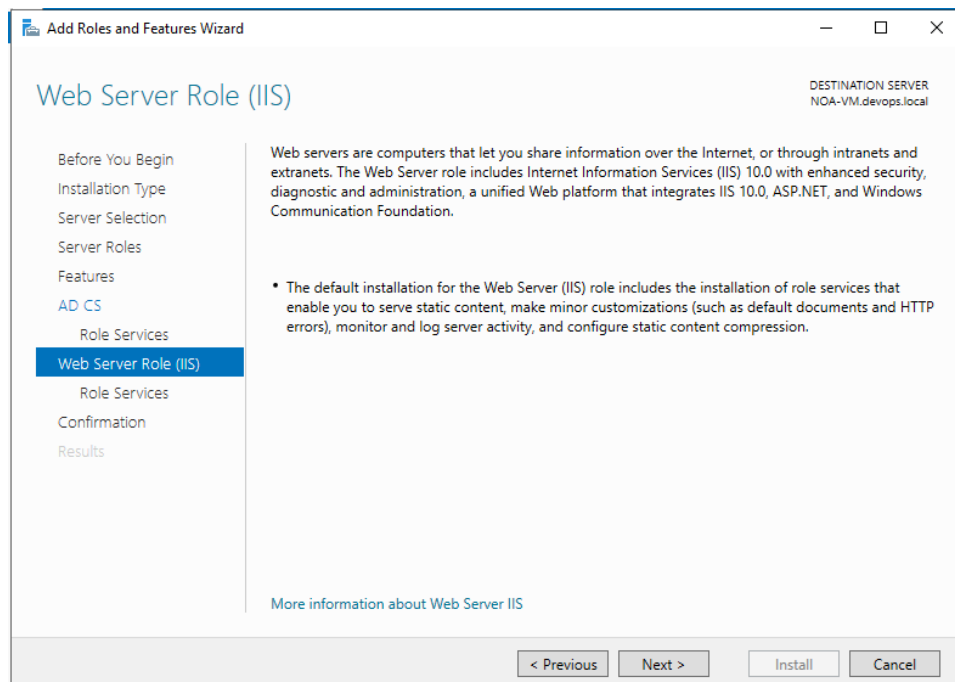 Add Roles and Features Wizard
Web Server Role (IIS)
DESTINATION SERVER
NOA-VM.devops.local
Before You Begin
Installation Type
Server Selection
Server Roles
Features
AD CS
Role Services
Web Server Role (IIS)
Role Services
Confirmation
Results
Web servers are computers that let you share information over the Internet, or through intranets and
extranets. The Web Server role includes Internet Information Services (IIS) 10.0 with enhanced security,
diagnostic and administration, a unified Web platform that integrates IIS 10.0, ASP.NET, and Windows
Communication Foundation.
• The default installation for the Web Server (IIS) role includes the installation of role services that
enable you to serve static content, make minor customizations (such as default documents and HTTP
errors), monitor and log server activity, and configure static content compression.
More information about Web Server IIS
< Previous
Next >
Install
Cancel